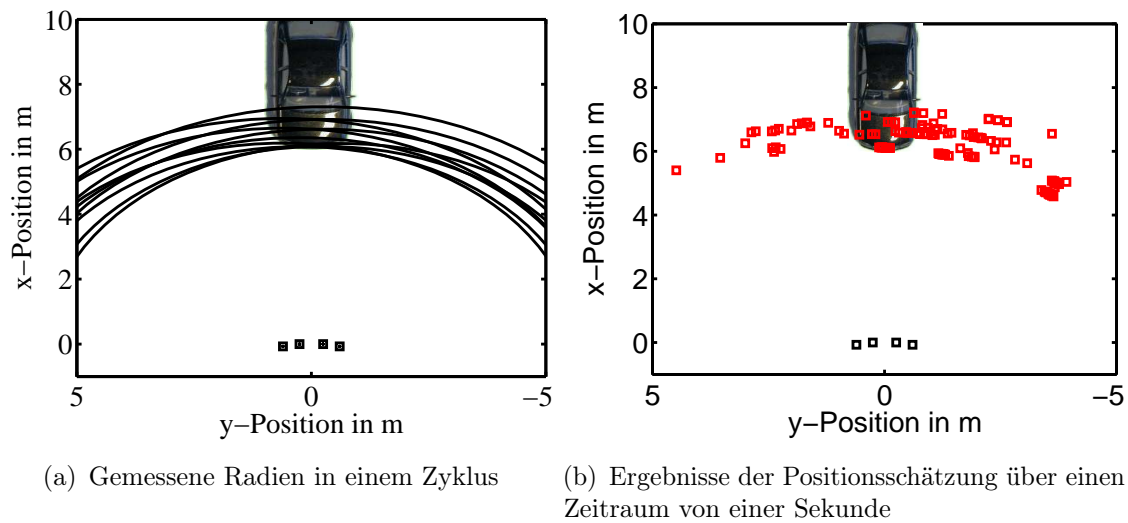 10
8
6
4
2
0
5
0
−5
x−Position in m
y−Position in m
10
8
6
4
2
0
5
0
−5
x−Position in m
y−Position in m
(a) Gemessene Radien in einem Zyklus
(b) Ergebnisse der Positionsschätzung über einen
Zeitraum von einer Sekunde